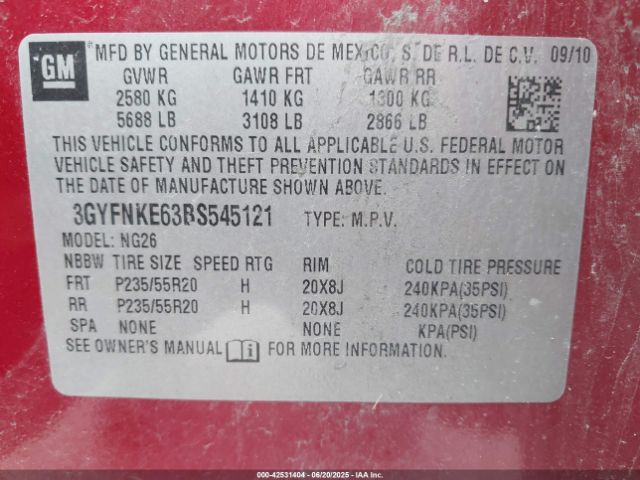 GM
MFD BY GENERAL MOTORS DE MEXICO, S. DE R.L. DE C.V. 09/10
GVWR GAWR FRT GAWR RR
2580 KG 1410 KG 1300 KG
5688 LB 3108 LB 2866 LB
THIS VEHICLE CONFORMS TO ALL APPLICABLE U.S. FEDERAL MOTOR
VEHICLE SAFETY AND THEFT PREVENTION STANDARDS IN EFFECT ON
THE DATE OF MANUFACTURE SHOWN ABOVE.
3GYFNKE63BS545121 TYPE: M.P.V.
MODEL: NG26
NBBW TIRE SIZE SPEED RTG RIM COLD TIRE PRESSURE
FRT P235/55R20 H 20X8J 240KPA(35PSI)
RR P235/55R20 H 20X8J 240KPA(35PSI)
SPA NONE NONE KPA(PSI)
SEE OWNER'S MANUAL FOR MORE INFORMATION.
000-42531404 - 06/20/2025 - IAAI.COM